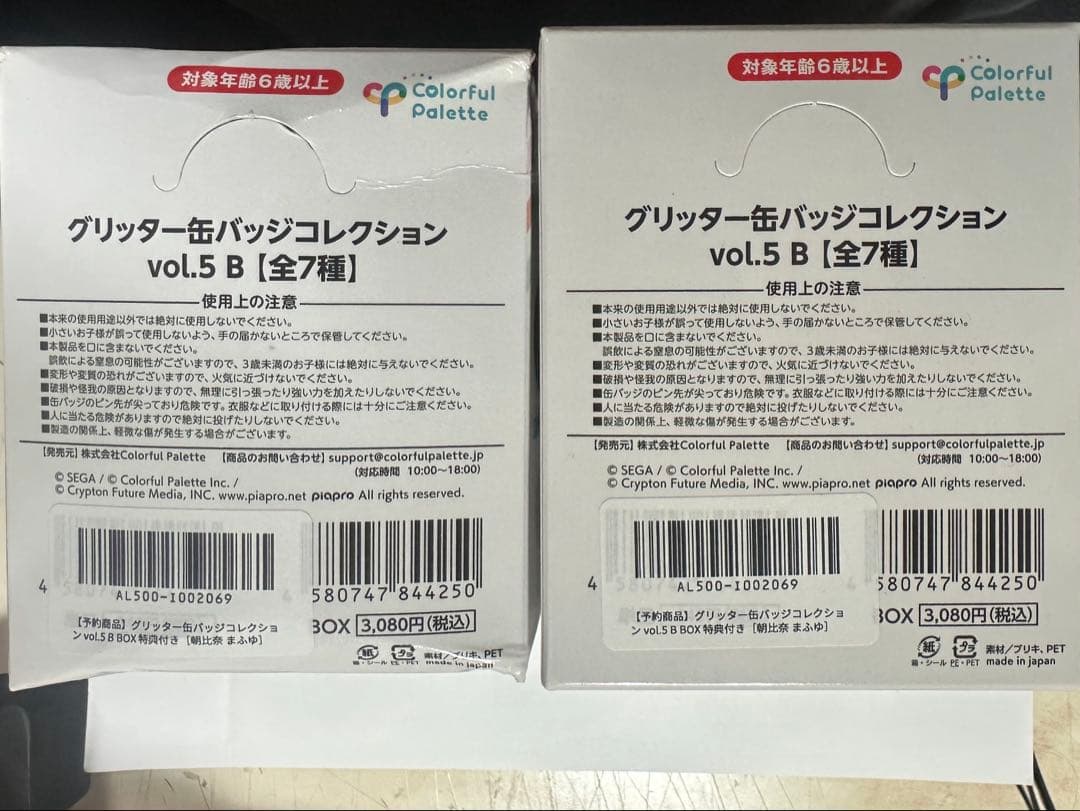 対象年齢6歳以上
Colorful
Palette
グリッター缶バッジコレクション
vol.5 B【全7種】
使用上の注意
■本来の使用用途以外では絶対に使用しないでください。
■小さいお子様が誤って使用しないよう、手の届かないところで保管してください。
■本製品を口に含まないでください。
誤飲による窒息の可能性がございますので、3歳未満のお子様には絶対に与えないでください。
■変形や変質の恐れがございますので、火気に近づけないでください。
■破損や怪我の原因となりますので、無理に引っ張ったり強い力を加えたりしないでください。
■缶バッジのピン先が尖っており危険です。衣服などに取り付ける際には十分にご注意ください。
■人に当たる危険がありますので絶対に投げたりしないでください。
■製造の関係上、軽微な傷が発生する場合がございます。
【発売元】株式会社Colorful Palette 【商品のお問い合わせ】support@colorfulpalette.jp
(対応時間 10:00～18:00)
© SEGA / © Colorful Palette Inc. /
© Crypton Future Media, INC. www.piapro.net piapro All rights reserved.
4 580747 844250
AL500-I002069
【予約商品】グリッター缶バッジコレクショ
ン vol.5 B BOX 特典付き [朝比奈 まふゆ]
BOX 3,080円(税込)
紙 プラ 素材/ブリキ、PET
箱・シール PE・PET made in japan
対象年齢6歳以上
Colorful
Palette
グリッター缶バッジコレクション
vol.5 B【全7種】
使用上の注意
■本来の使用用途以外では絶対に使用しないでください。
■小さいお子様が誤って使用しないよう、手の届かないところで保管してください。
■本製品を口に含まないでください。
誤飲による窒息の可能性がございますので、3歳未満のお子様には絶対に与えないでください。
■変形や変質の恐れがございますので、火気に近づけないでください。
■破損や怪我の原因となりますので、無理に引っ張ったり強い力を加えたりしないでください。
■缶バッジのピン先が尖っており危険です。衣服などに取り付ける際には十分にご注意ください。
■人に当たる危険がありますので絶対に投げたりしないでください。
■製造の関係上、軽微な傷が発生する場合がございます。
【発売元】株式会社Colorful Palette 【商品のお問い合わせ】support@colorfulpalette.jp
(対応時間 10:00～18:00)
© SEGA / © Colorful Palette Inc. /
© Crypton Future Media, INC. www.piapro.net piapro All rights reserved.
4 580747 844250
AL500-I002069
【予約商品】グリッター缶バッジコレクショ
ン vol.5 B BOX 特典付き [朝比奈 まふゆ]
BOX 3,080円(税込)
紙 プラ 素材/ブリキ、PET
箱・シール PE・PET made in japan